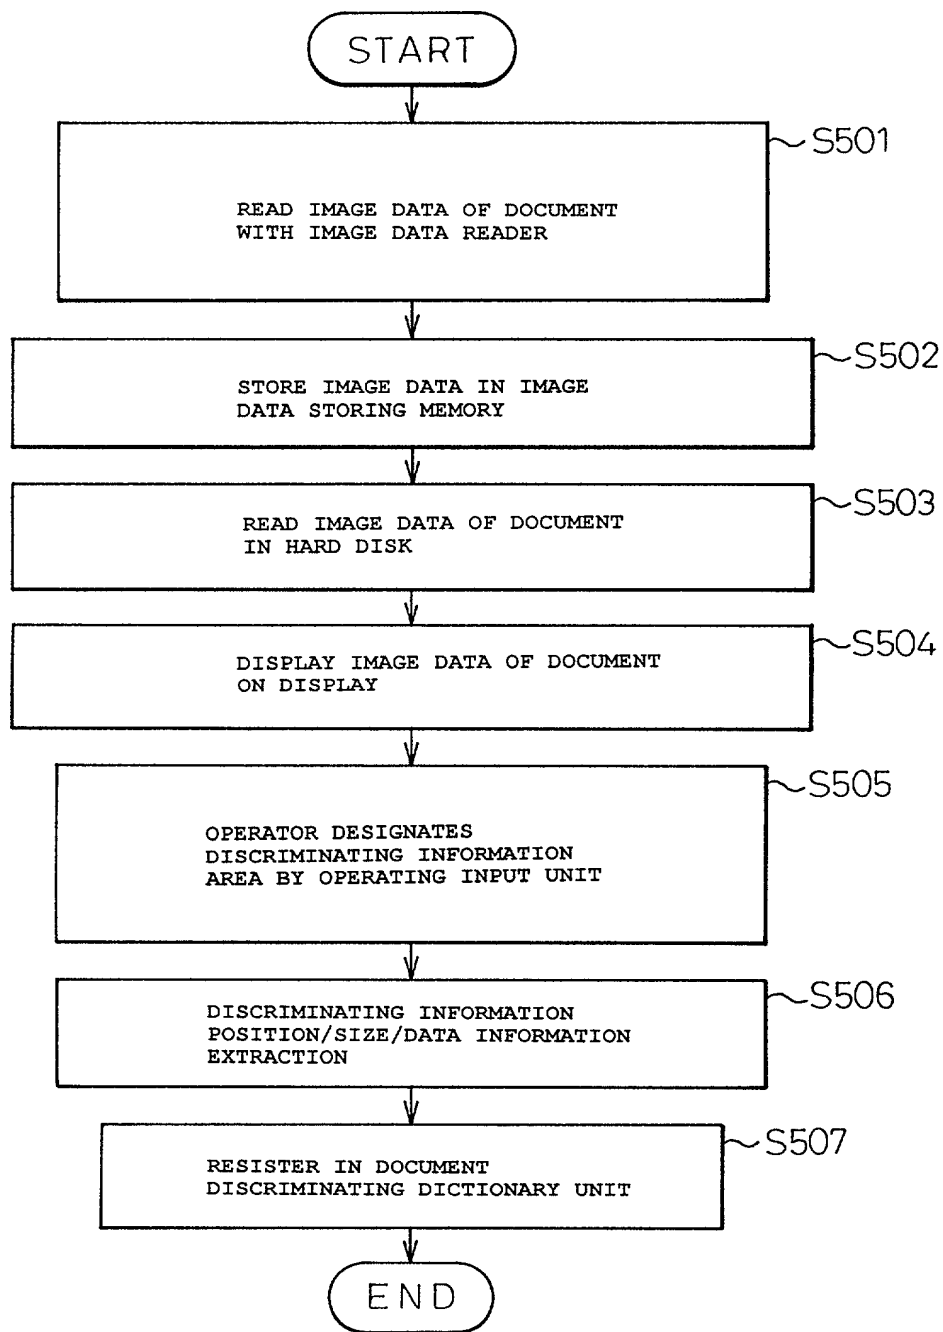 START
S501
READ IMAGE DATA OF DOCUMENT
WITH IMAGE DATA READER
S502
STORE IMAGE DATA IN IMAGE
DATA STORING MEMORY
S503
READ IMAGE DATA OF DOCUMENT
IN HARD DISK
S504
DISPLAY IMAGE DATA OF DOCUMENT
ON DISPLAY
S505
OPERATOR DESIGNATES
DISCRIMINATING INFORMATION
AREA BY OPERATING INPUT UNIT
S506
DISCRIMINATING INFORMATION
POSITION/SIZE/DATA INFORMATION
EXTRACTION
S507
RESISTER IN DOCUMENT
DISCRIMINATING DICTIONARY UNIT
END